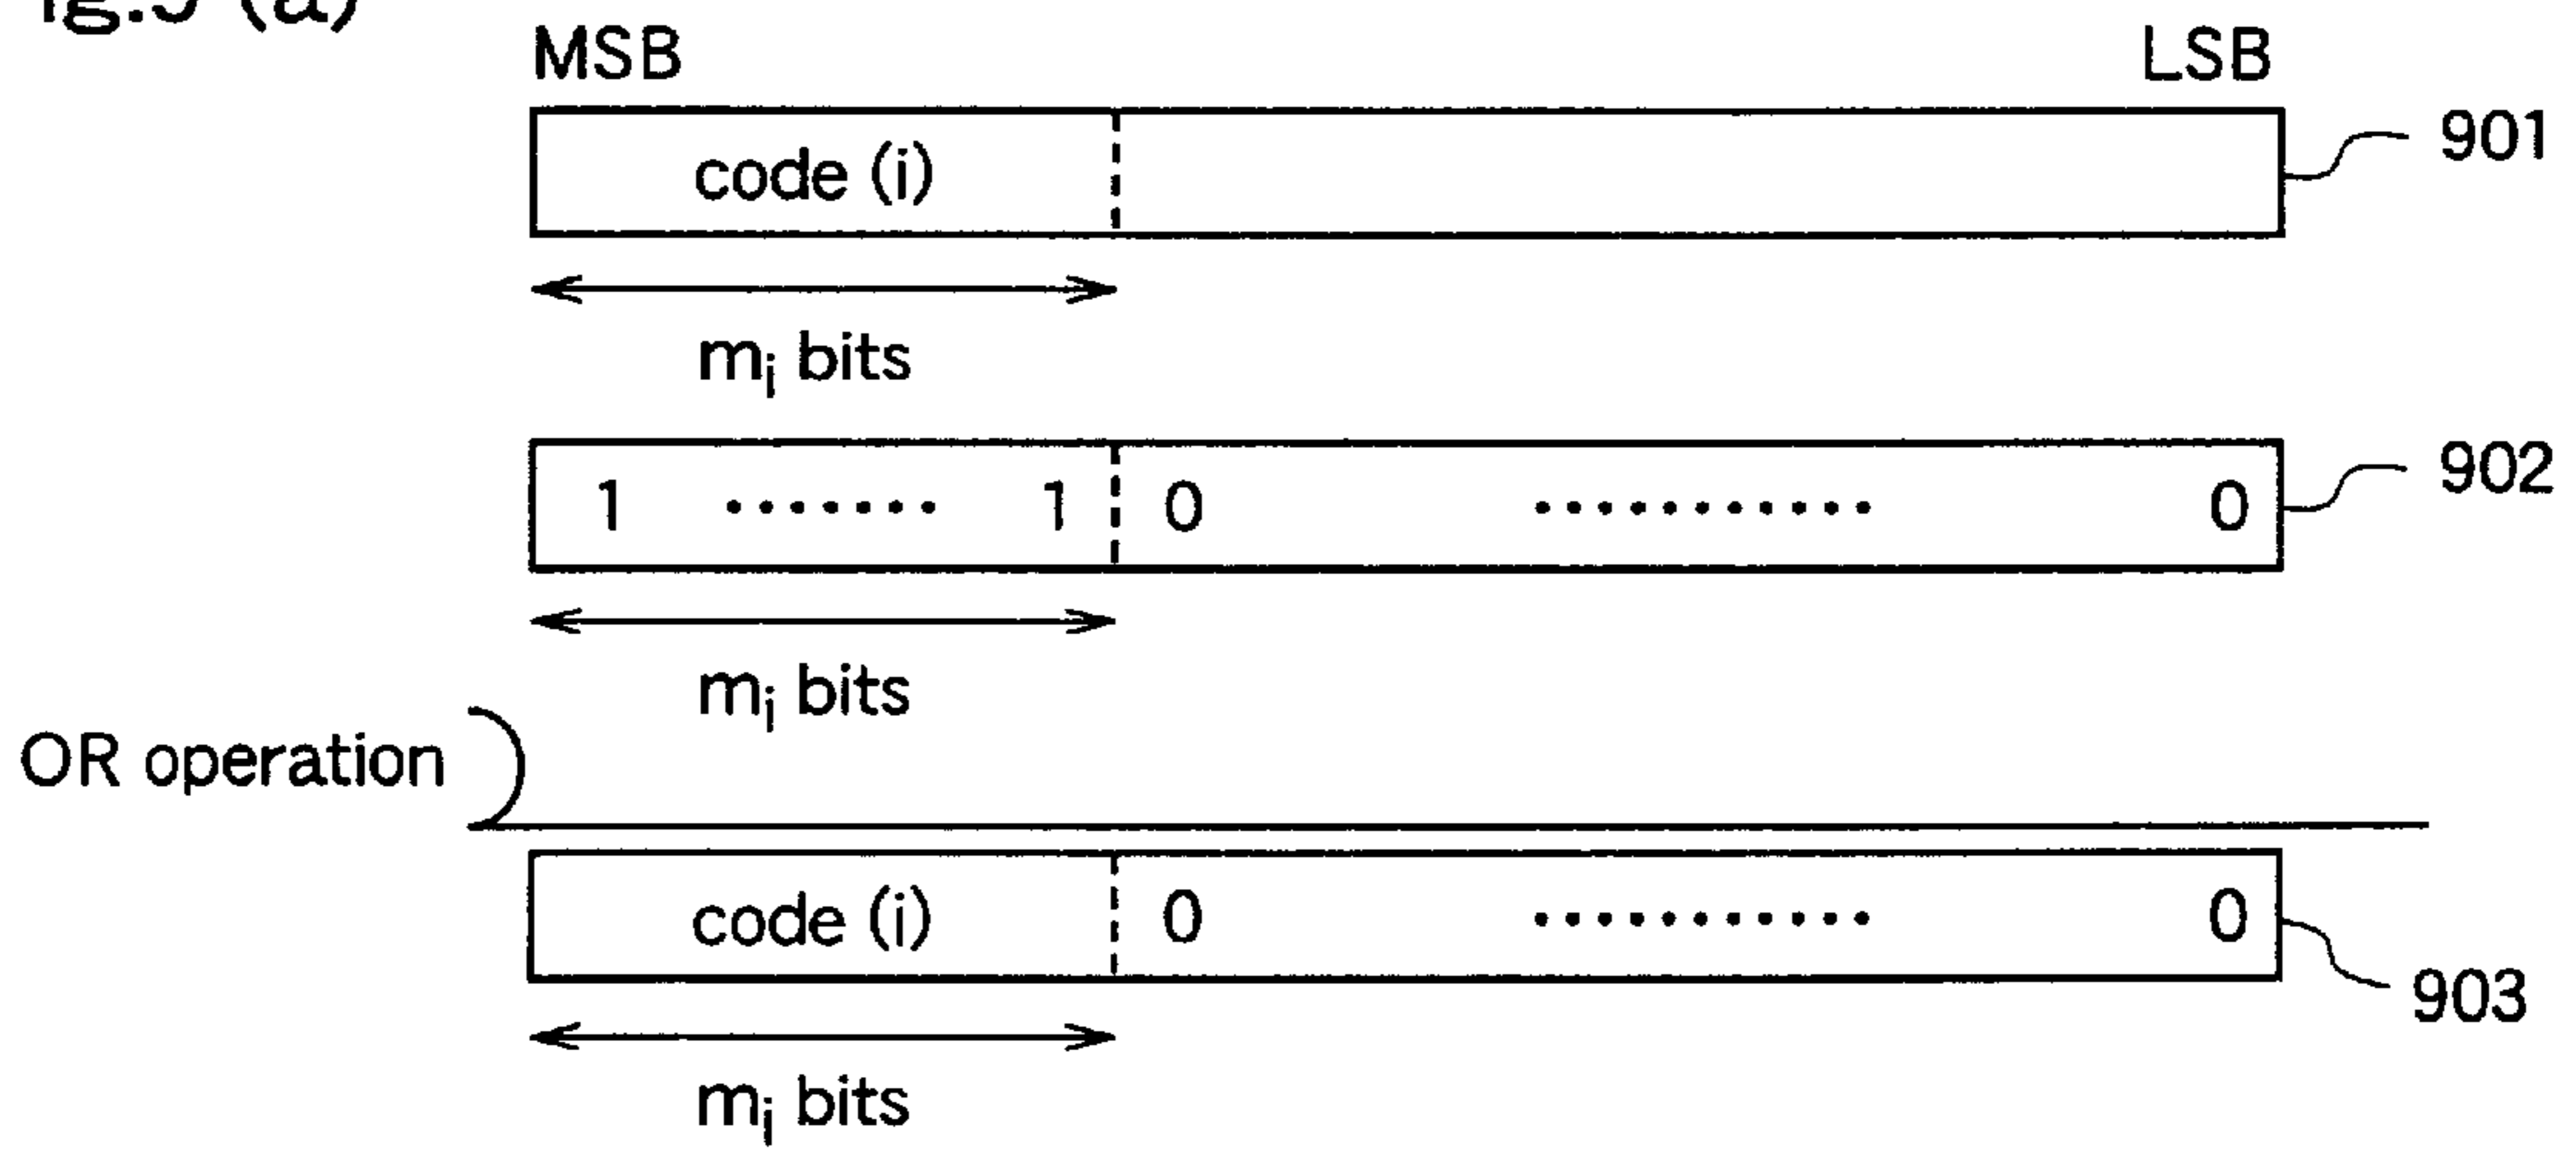 (a)
MSB LSB
code (i) 901
mi bits
1 ······· 1 0 ··········· 0 902
mi bits
OR operation
code (i) 0 ··········· 0 903
mi bits